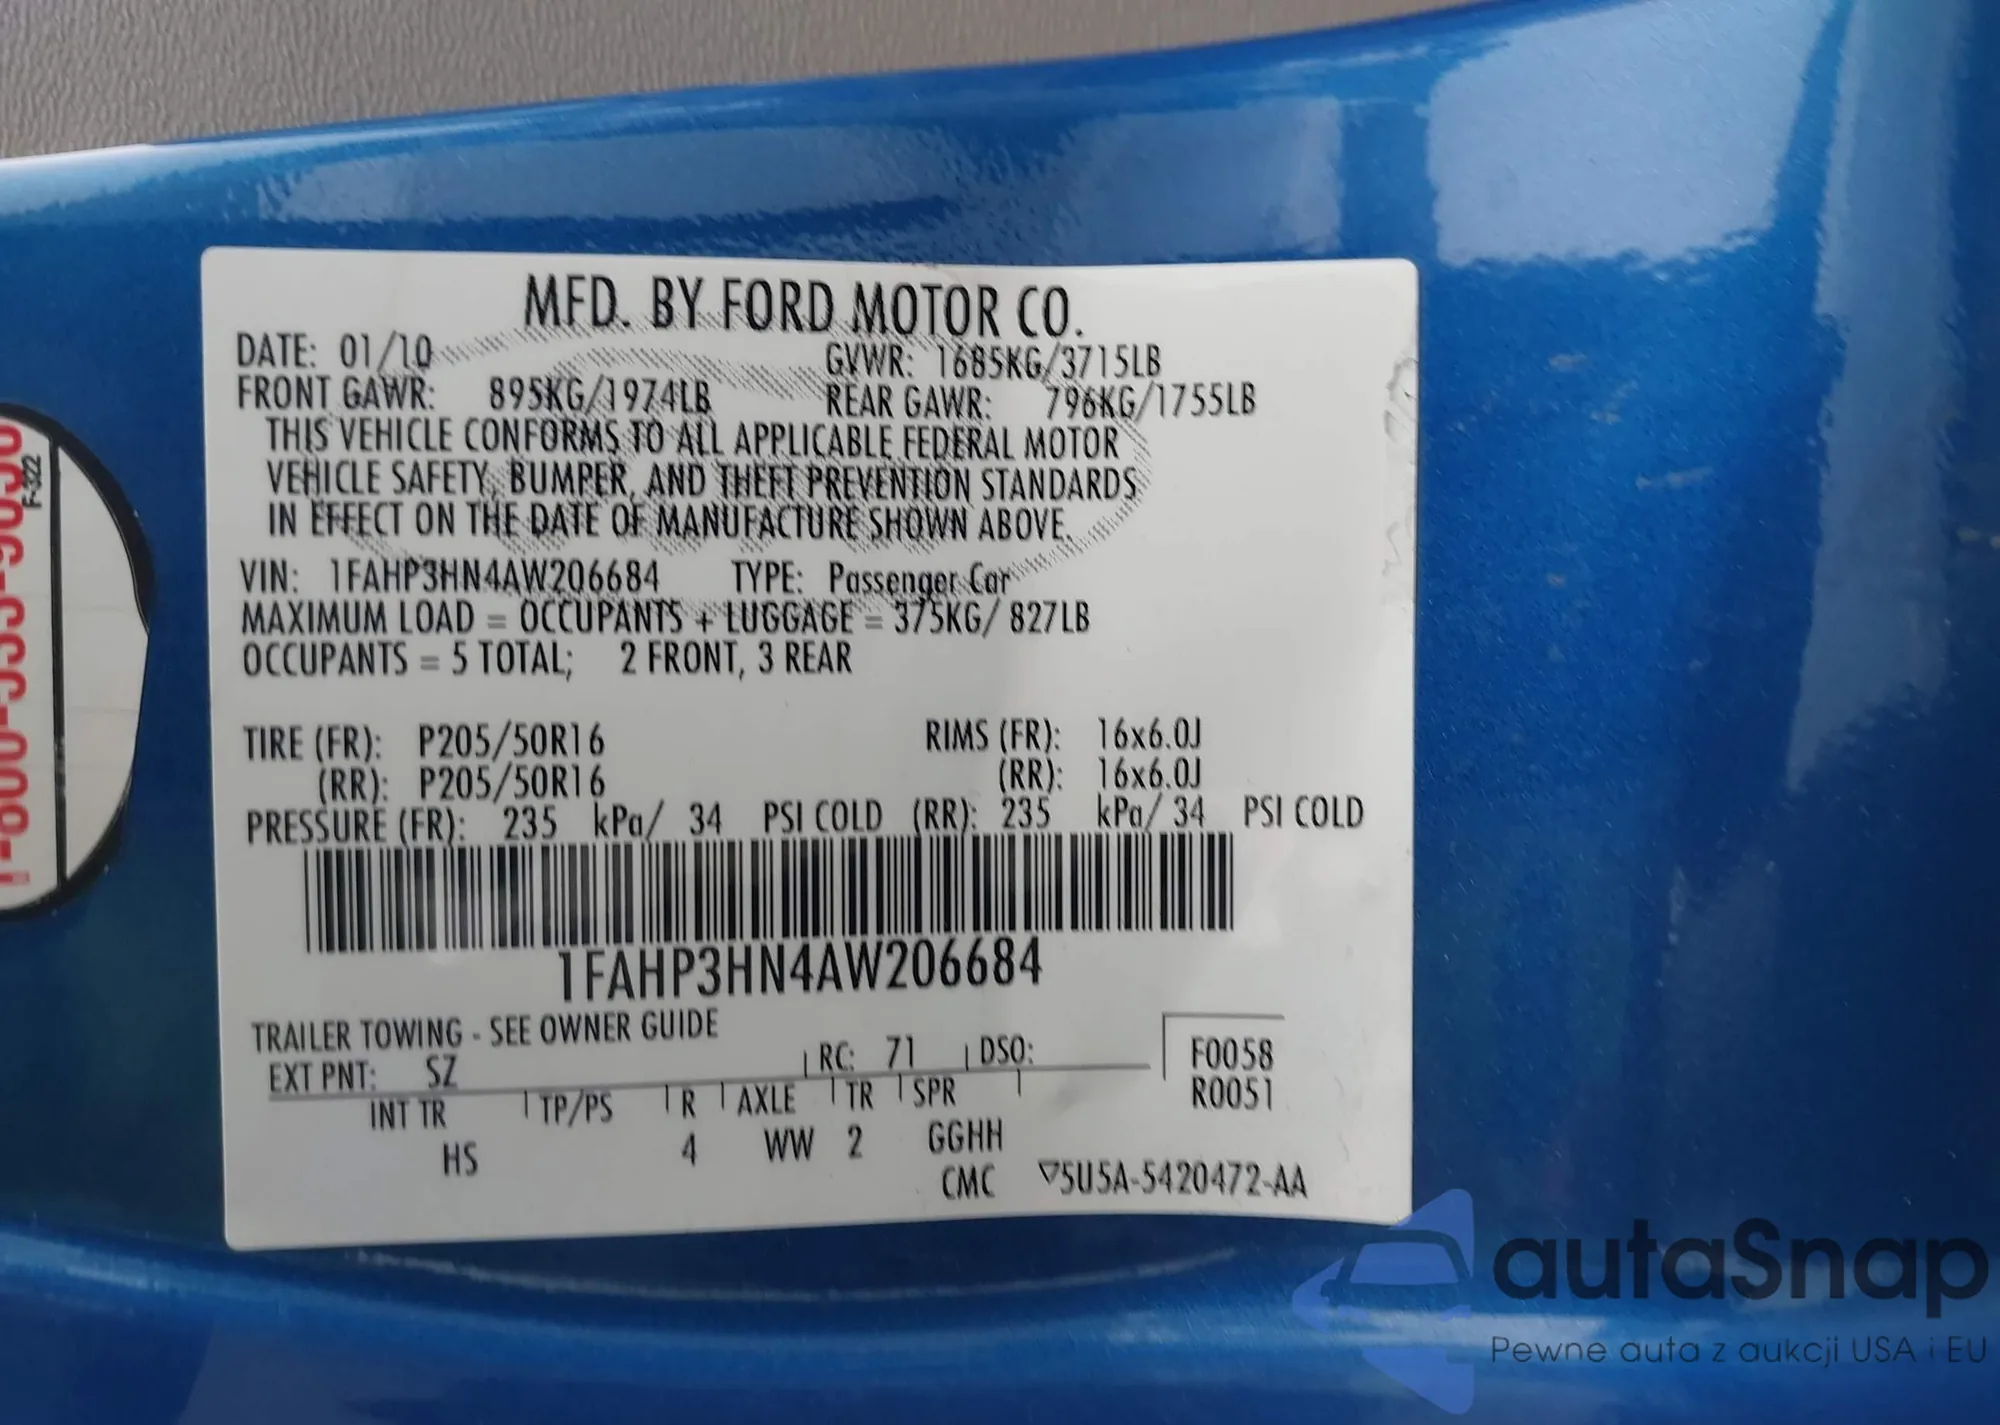 MFD. BY FORD MOTOR CO.
DATE: 01/10 GVWR: 1685KG/3715LB
FRONT GAWR: 895KG/1974LB REAR GAWR: 796KG/1755LB
THIS VEHICLE CONFORMS TO ALL APPLICABLE FEDERAL MOTOR
VEHICLE SAFETY, BUMPER, AND THEFT PREVENTION STANDARDS
IN EFFECT ON THE DATE OF MANUFACTURE SHOWN ABOVE.
VIN: 1FAHP3HN4AW206684 TYPE: Passenger Car
MAXIMUM LOAD = OCCUPANTS + LUGGAGE = 375KG/ 827LB
OCCUPANTS = 5 TOTAL; 2 FRONT, 3 REAR
TIRE (FR): P205/50R16 RIMS (FR): 16x6.0J
(RR): P205/50R16 (RR): 16x6.0J
PRESSURE (FR): 235 kPa/ 34 PSI COLD (RR): 235 kPa/ 34 PSI COLD
1FAHP3HN4AW206684
TRAILER TOWING - SEE OWNER GUIDE
EXT PNT: SZ RC: 71 DSO: F0058
R0051
INT TR TP/PS R AXLE TR SPR
HS 4 WW 2 GGHH
CMC ▽5U5A-5420472-AA
F-322
autaSnap
Pewne auta z aukcji USA i EU